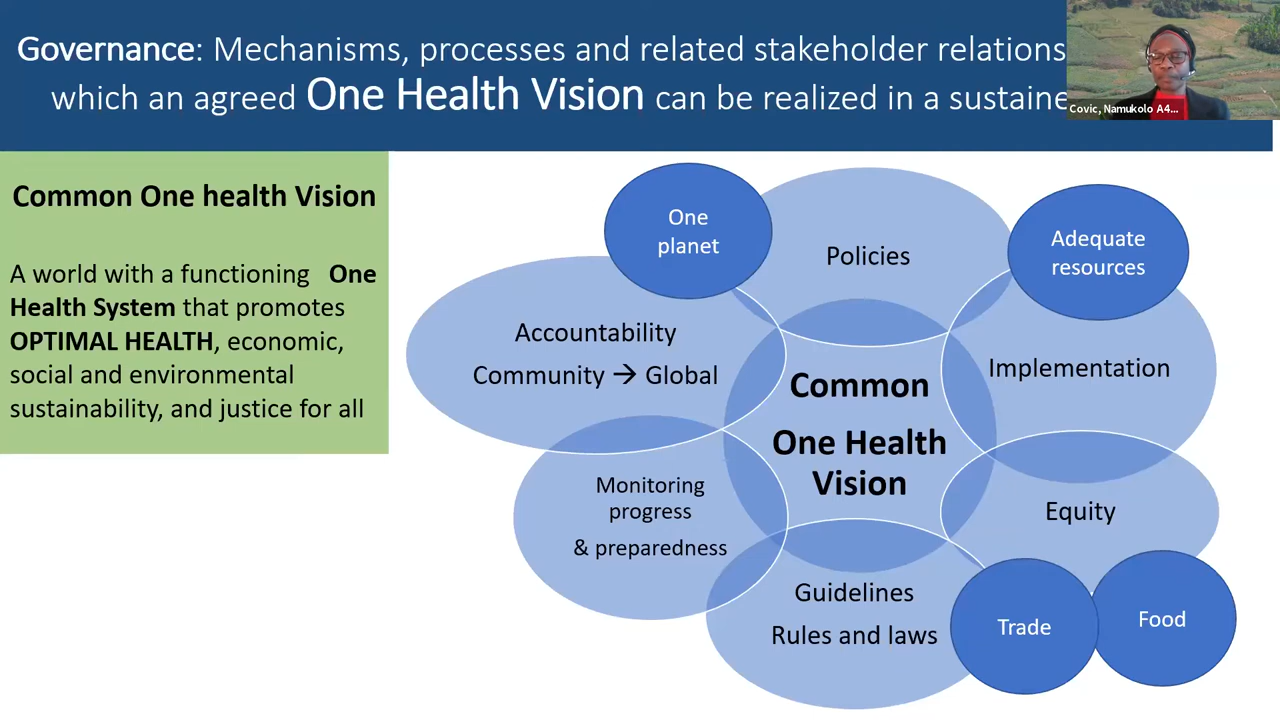 Governance: Mechanisms, processes and related stakeholder relations
which an agreed One Health Vision can be realized in a sustaine
Covic, Namukolo A4...
Common One health Vision
A world with a functioning One
Health System that promotes
OPTIMAL HEALTH, economic,
social and environmental
sustainability, and justice for all
One
planet
Policies
Adequate
resources
Accountability
Community → Global
Implementation
Common
One Health
Vision
Monitoring
progress
& preparedness
Equity
Guidelines
Rules and laws
Trade
Food